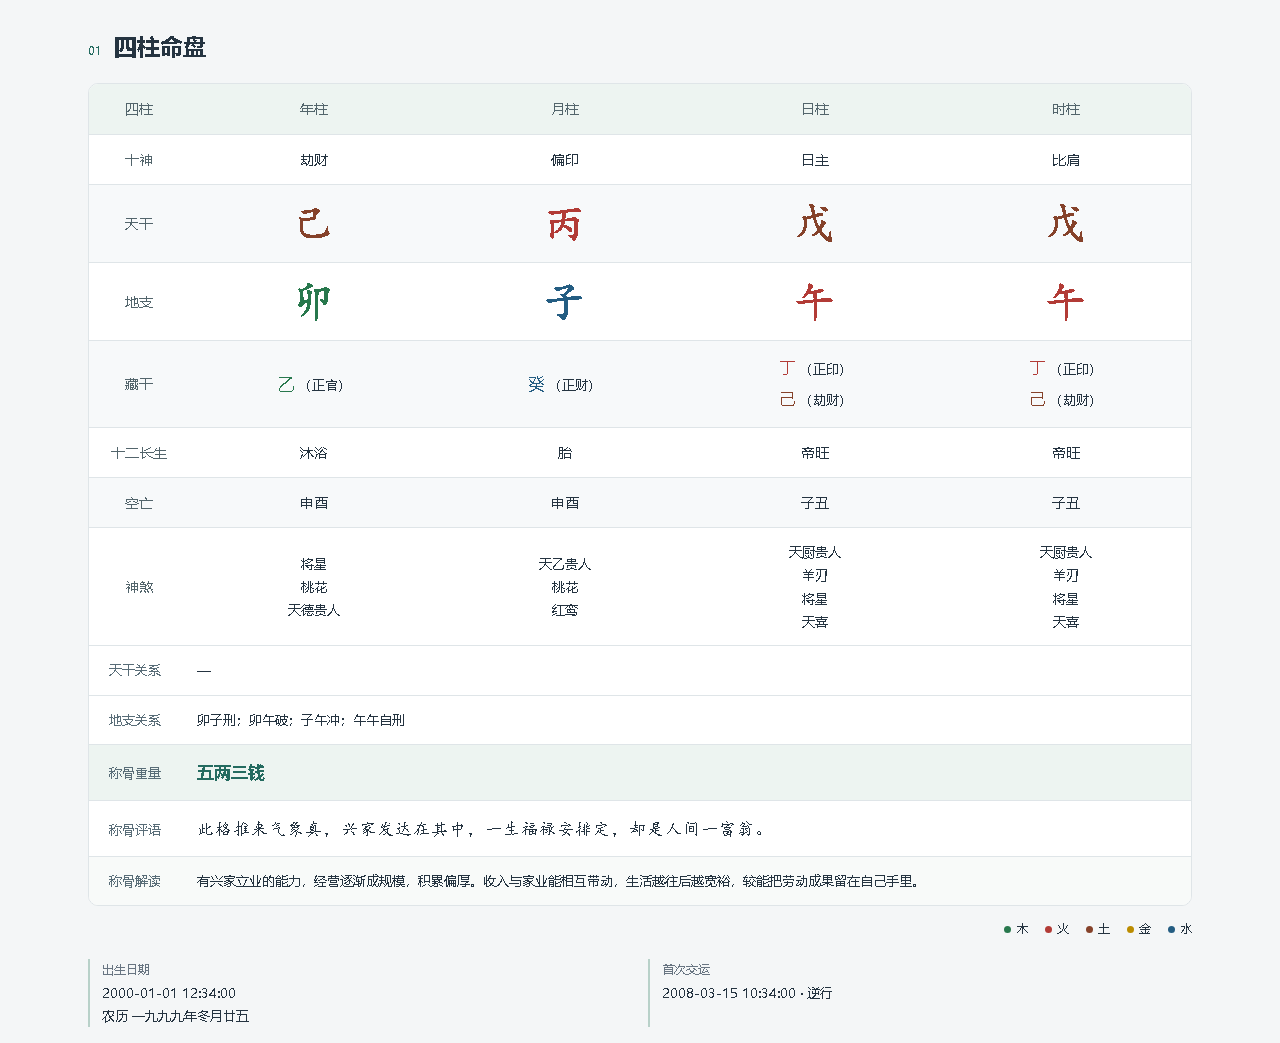 01 四柱命盘
四柱 年柱 月柱 日柱 时柱
十神 劫财 偏印 日主 比肩
天干 己 丙 戊 戊
地支 卯 子 午 午
藏干 乙（正官） 癸（正财） 丁（正印） 丁（正印）
己（劫财） 己（劫财）
十二长生 沐浴 胎 帝旺 帝旺
空亡 申酉 申酉 子丑 子丑
神煞 将星 天乙贵人 天厨贵人 天厨贵人
桃花 桃花 羊刃 羊刃
天德贵人 红鸾 将星 将星
天喜 天喜
天干关系 —
地支关系 卯子刑；卯午破；子午冲；午午自刑
称骨重量 五两三钱
称骨评语 此格推来气象真，兴家发达在其中，一生福禄安排定，却是人间一富翁。
称骨解读 有兴家立业的能力，经营逐渐成规模，积累偏厚。收入与家业能相互带动，生活越往后越宽裕，较能把劳动成果留在自己手里。
木 火 土 金 水
出生日期
2000-01-01 12:34:00
农历 一九九九年冬月廿五
首次交运
2008-03-15 10:34:00 · 逆行